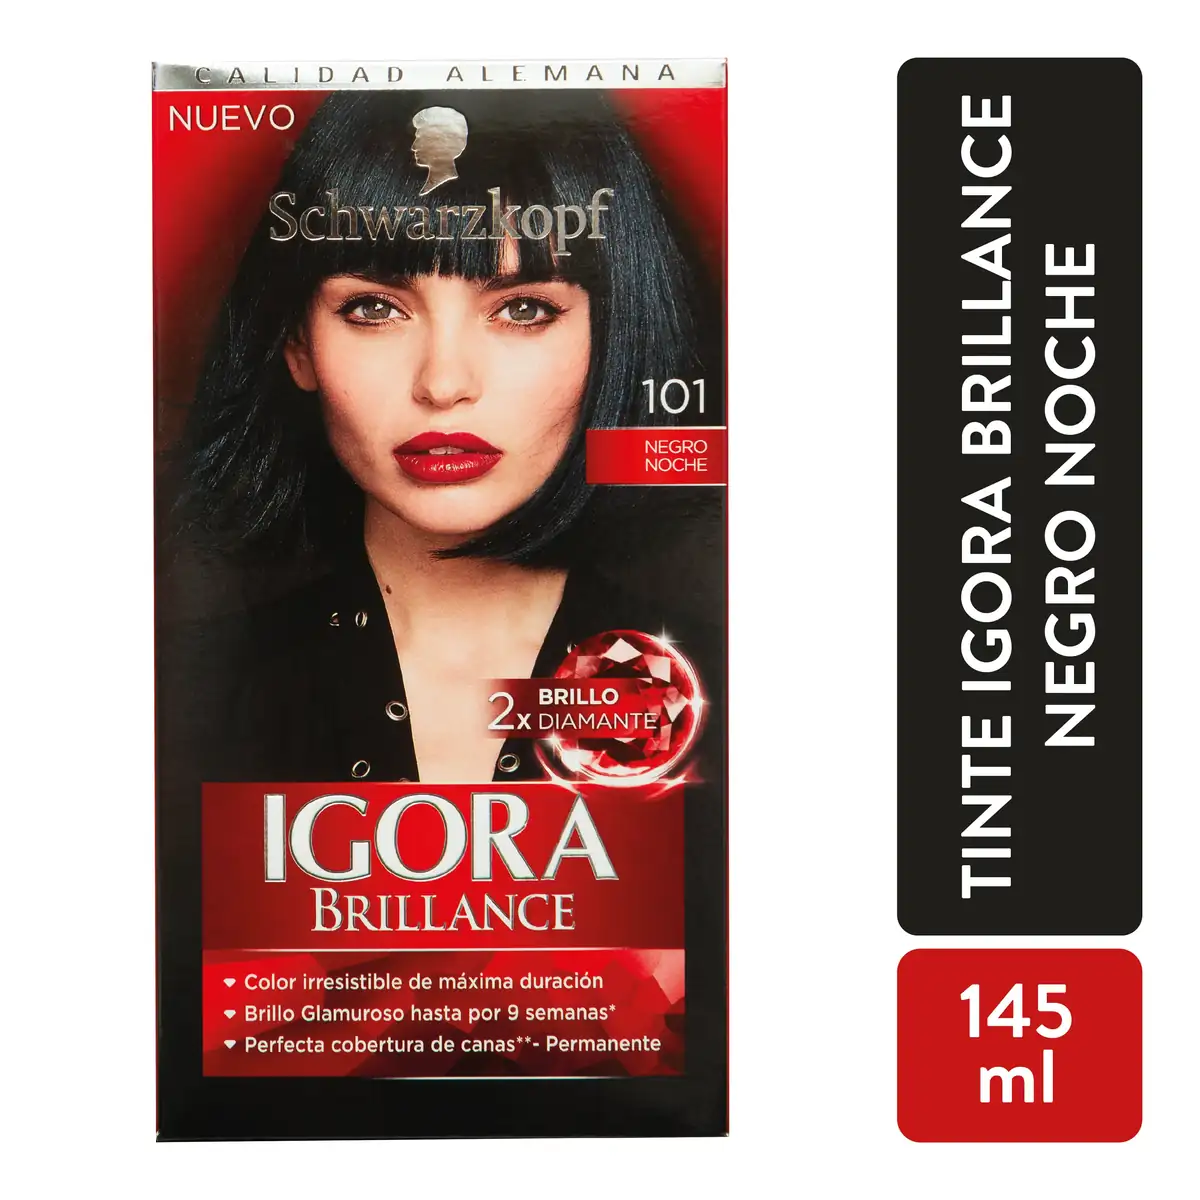 CALIDAD ALEMANA
NUEVO
Schwarzkopf
101
NEGRO
NOCHE
2x BRILLO
DIAMANTE
IGORA
BRILLANCE
Color irresistible de máxima duración
Brillo Glamuroso hasta por 9 semanas*
Perfecta cobertura de canas**- Permanente
TINTE IGORA BRILLANCE
NEGRO NOCHE
145
ml